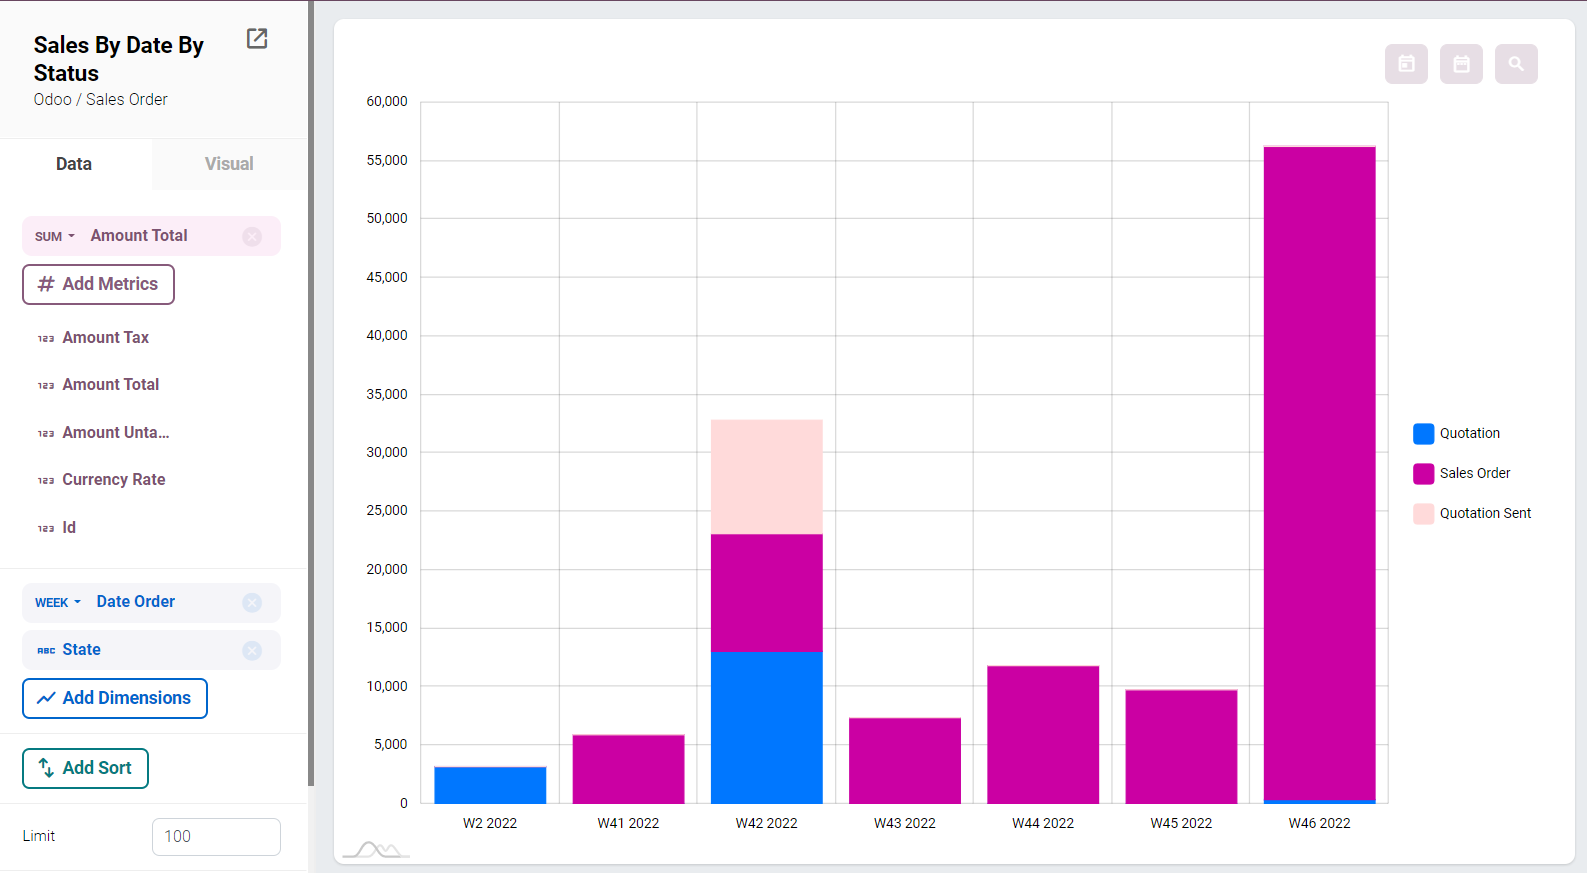 Sales By Date By
Status
Odoo / Sales Order
Data
Visual
SUM Amount Total
Add Metrics
123 Amount Tax
123 Amount Total
123 Amount Unta...
123 Currency Rate
123 Id
WEEK Date Order
ABC State
Add Dimensions
Add Sort
Limit 100
60,000
55,000
50,000
45,000
40,000
35,000
30,000
25,000
20,000
15,000
10,000
5,000
0
W2 2022 W41 2022 W42 2022 W43 2022 W44 2022 W45 2022 W46 2022
Quotation
Sales Order
Quotation Sent